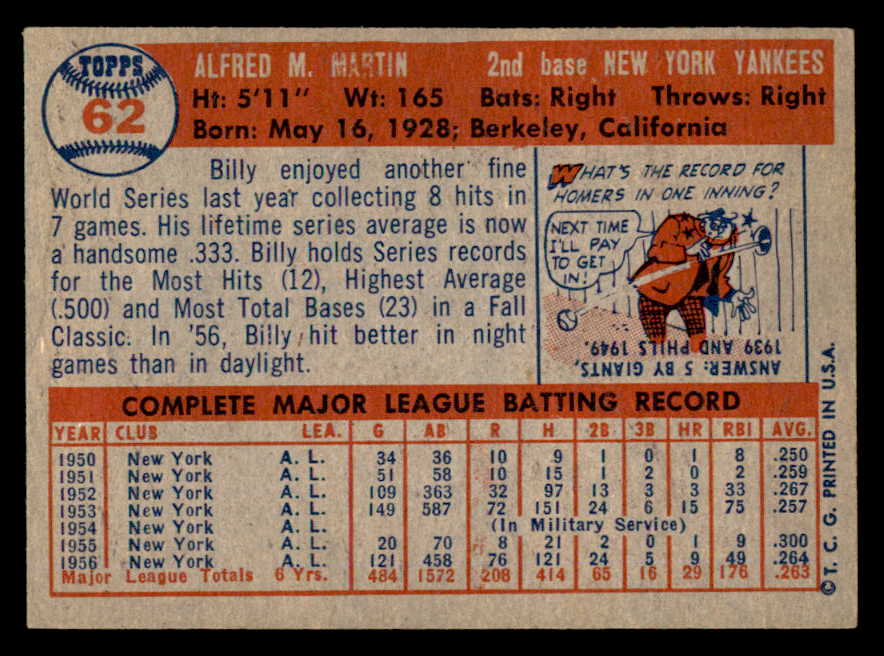 TOPPS
62
ALFRED M. MARTIN 2nd base NEW YORK YANKEES
Ht: 5'11" Wt: 165 Bats: Right Throws: Right
Born: May 16, 1928; Berkeley, California
Billy enjoyed another fine
World Series last year collecting 8 hits in
7 games. His lifetime series average is now
a handsome .333. Billy holds Series records
for the Most Hits (12), Highest Average
(.500) and Most Total Bases (23) in a Fall
Classic. In '56, Billy hit better in night
games than in daylight.
WHAT'S THE RECORD FOR
HOMERS IN ONE INNING?
NEXT TIME
I'LL PAY
TO GET
IN!
ANSWER: 5 BY GIANTS,
1939 AND PHILS 1949.
COMPLETE MAJOR LEAGUE BATTING RECORD
YEAR CLUB LEA. G AB R H 2B 3B HR RBI AVG.
1950 New York A. L. 34 36 10 9 1 0 1 8 .250
1951 New York A. L. 51 58 10 15 1 2 0 2 .259
1952 New York A. L. 109 363 32 97 13 3 3 33 .267
1953 New York A. L. 149 587 72 151 24 6 15 75 .257
1954 New York A. L. (In Military Service)
1955 New York A. L. 20 70 8 21 2 0 1 9 .300
1956 New York A. L. 121 458 76 121 24 5 9 49 .264
Major League Totals 6 Yrs. 484 1572 208 414 65 16 29 176 .263
© T. C. G. PRINTED IN U.S.A.